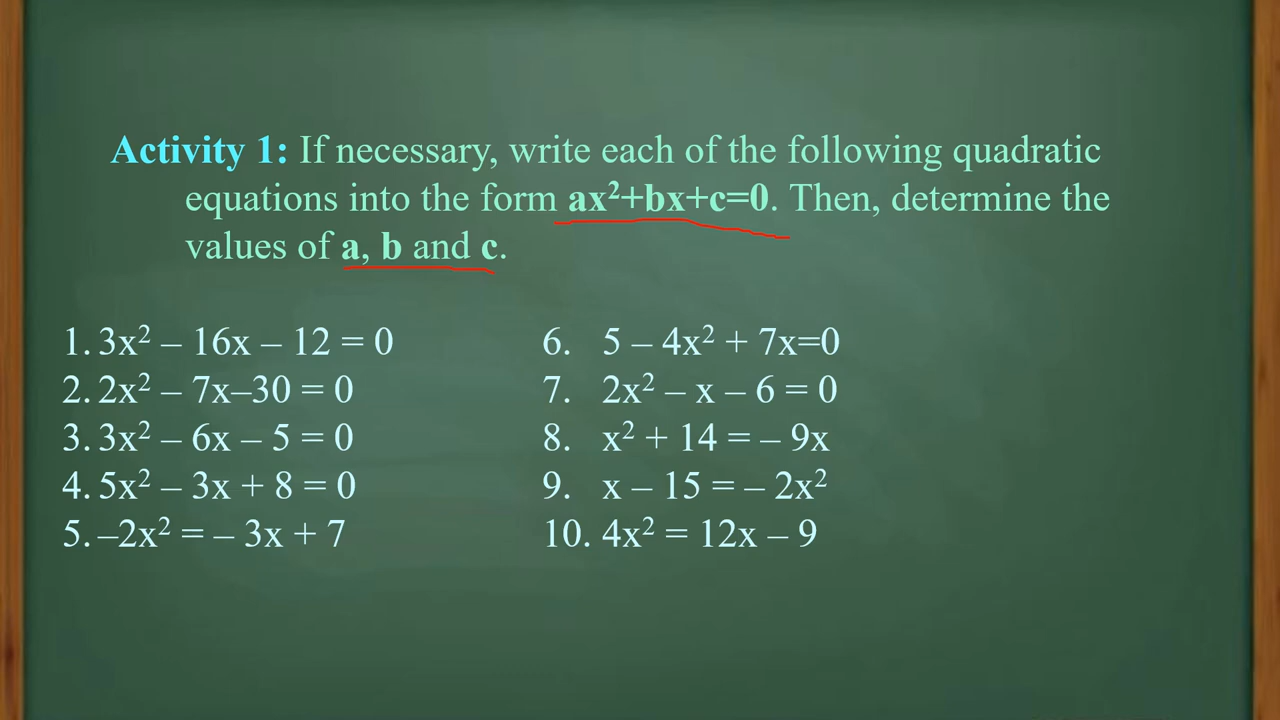 Activity 1: If necessary, write each of the following quadratic
equations into the form ax²+bx+c=0. Then, determine the
values of a, b and c.
1. 3x² – 16x – 12 = 0
2. 2x² – 7x–30 = 0
3. 3x² – 6x – 5 = 0
4. 5x² – 3x + 8 = 0
5. –2x² = – 3x + 7
6. 5 – 4x² + 7x=0
7. 2x² – x – 6 = 0
8. x² + 14 = – 9x
9. x – 15 = – 2x²
10. 4x² = 12x – 9